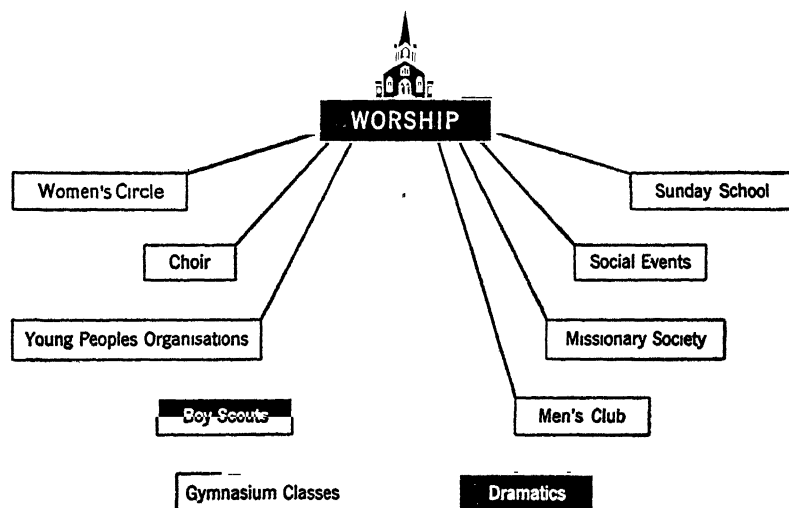 WORSHIP
Women's Circle
Sunday School
Choir
Social Events
Young Peoples Organisations
Missionary Society
Boy Scouts
Men's Club
Gymnasium Classes
Dramatics